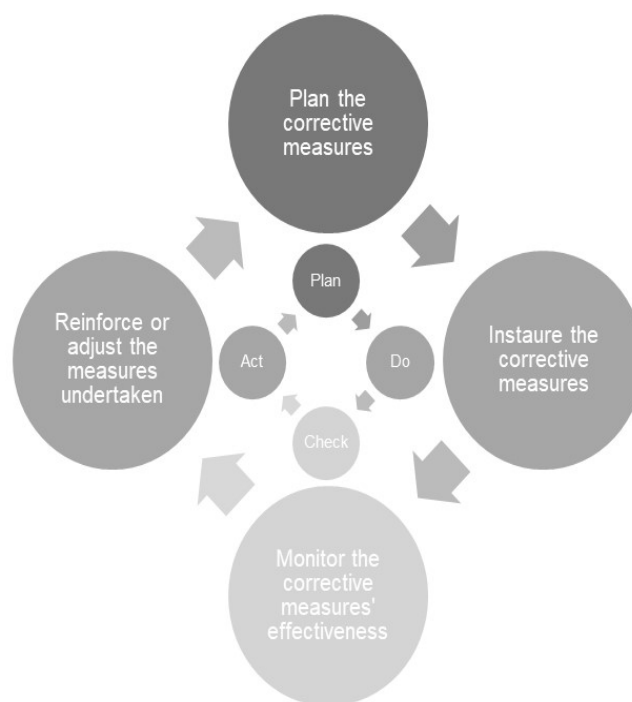 Plan the
corrective
measures
Plan
Reinforce or
adjust the
measures
undertaken
Act
Do
Instaure the
corrective
measures
Check
Monitor the
corrective
measures'
effectiveness